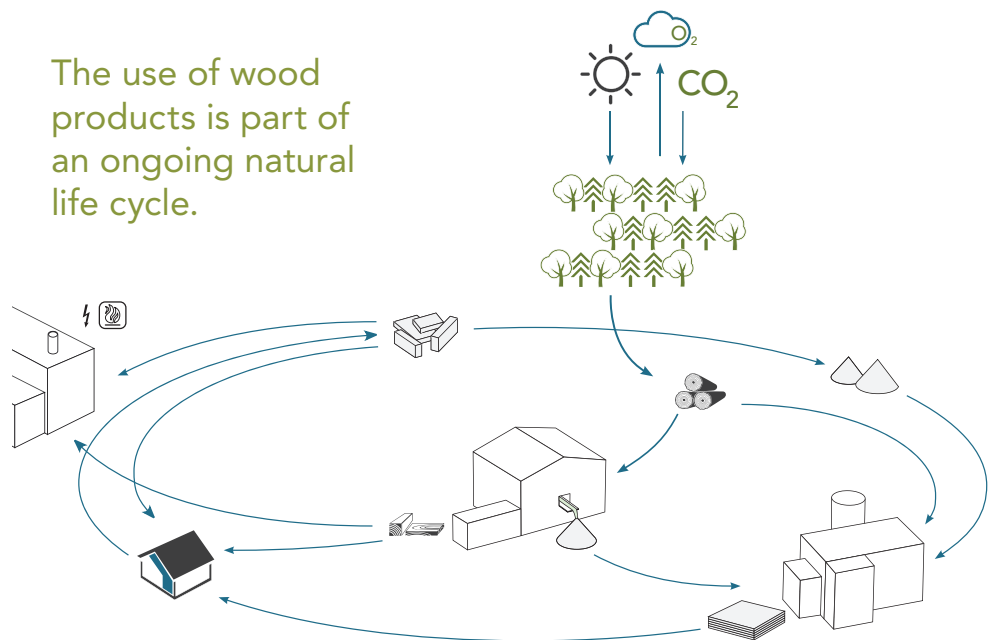 The use of wood
products is part of
an ongoing natural
life cycle.
O₂
CO₂